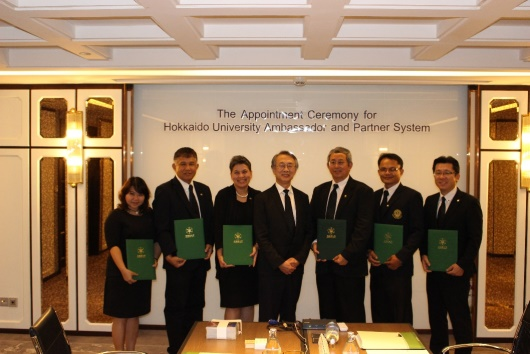 The Appointment Ceremony for
Hokkaido University Ambassador and Partner System